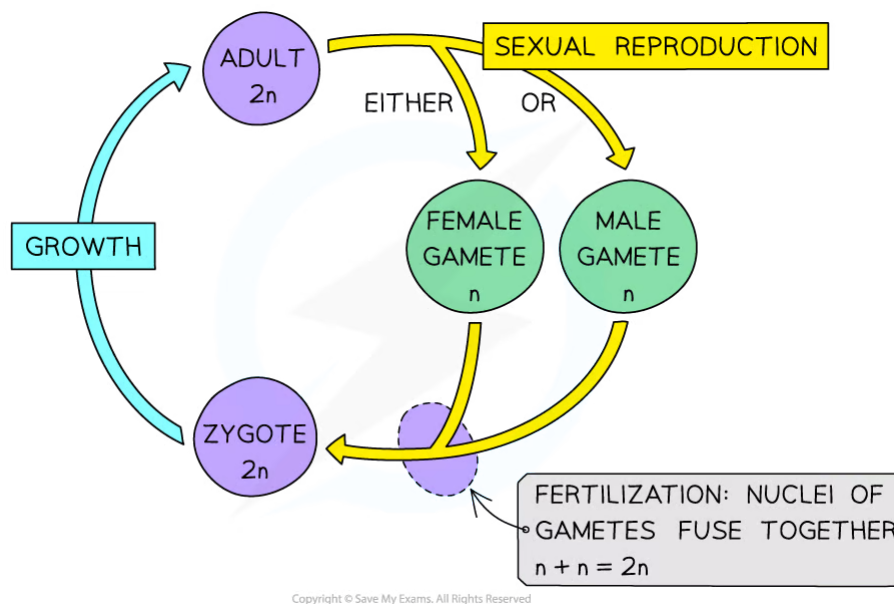 ADULT
2n
SEXUAL REPRODUCTION
EITHER
OR
FEMALE
GAMETE
n
MALE
GAMETE
n
GROWTH
ZYGOTE
2n
FERTILIZATION: NUCLEI OF
GAMETES FUSE TOGETHER
n + n = 2n
Copyright © Save My Exams. All Rights Reserved